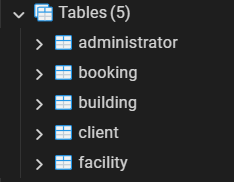 Tables (5)
administrator
booking
building
client
facility